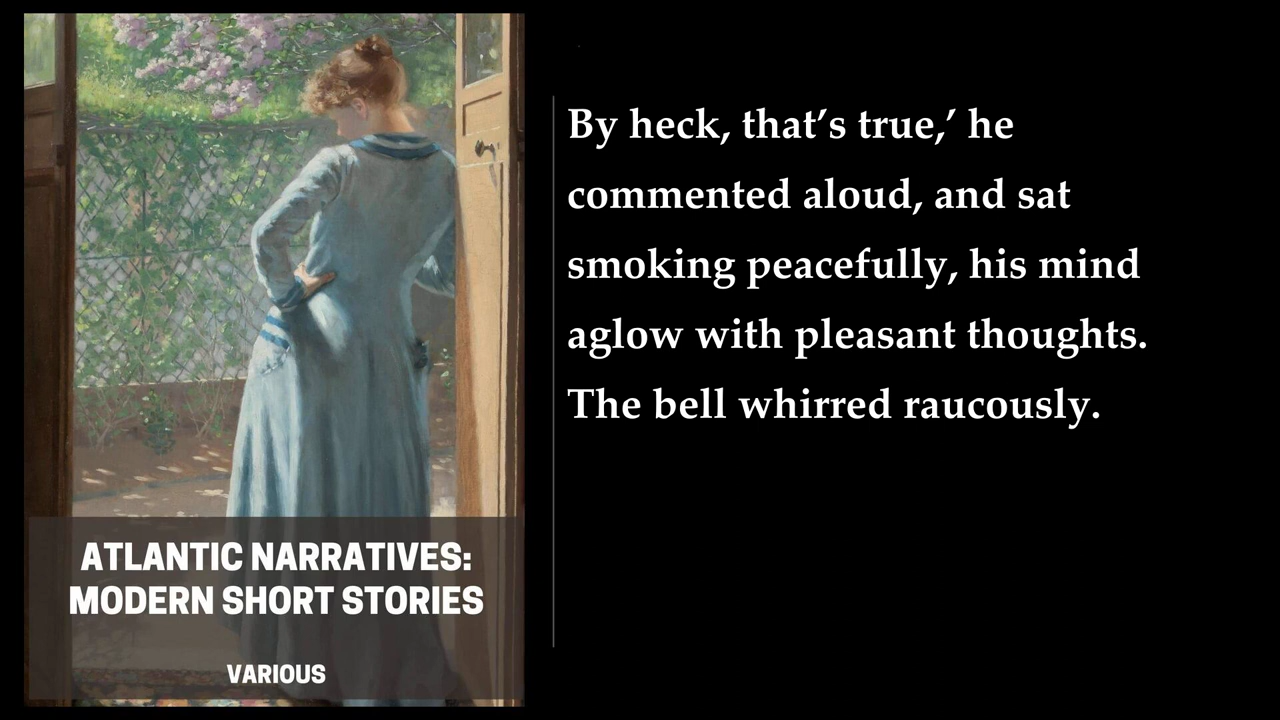 By heck, that’s true,’ he
commented aloud, and sat
smoking peacefully, his mind
aglow with pleasant thoughts.
The bell whirred raucously.
ATLANTIC NARRATIVES:
MODERN SHORT STORIES
VARIOUS